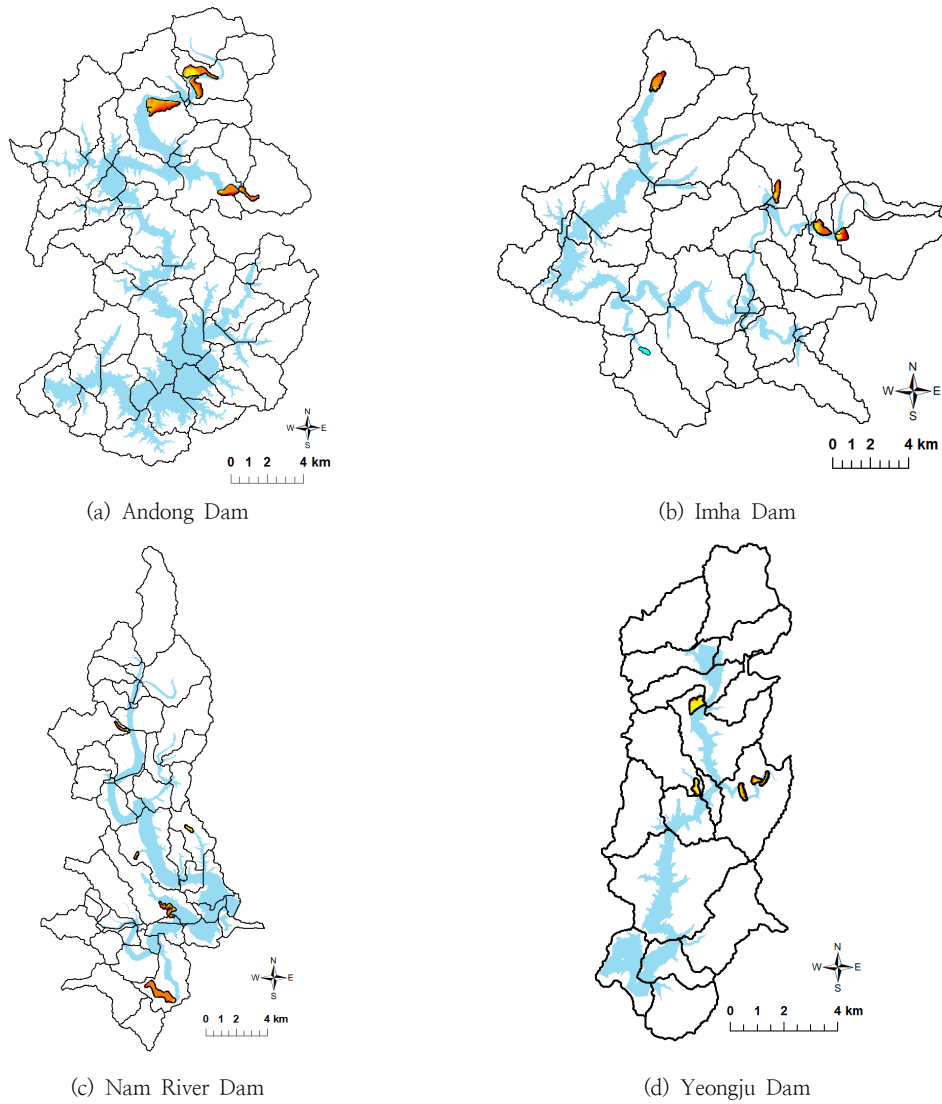 N
W E
S
0 1 2 4 km
(a) Andong Dam
N
W E
S
0 1 2 4 km
(b) Imha Dam
N
W E
S
0 1 2 4 km
(c) Nam River Dam
N
W E
S
0 1 2 4 km
(d) Yeongju Dam